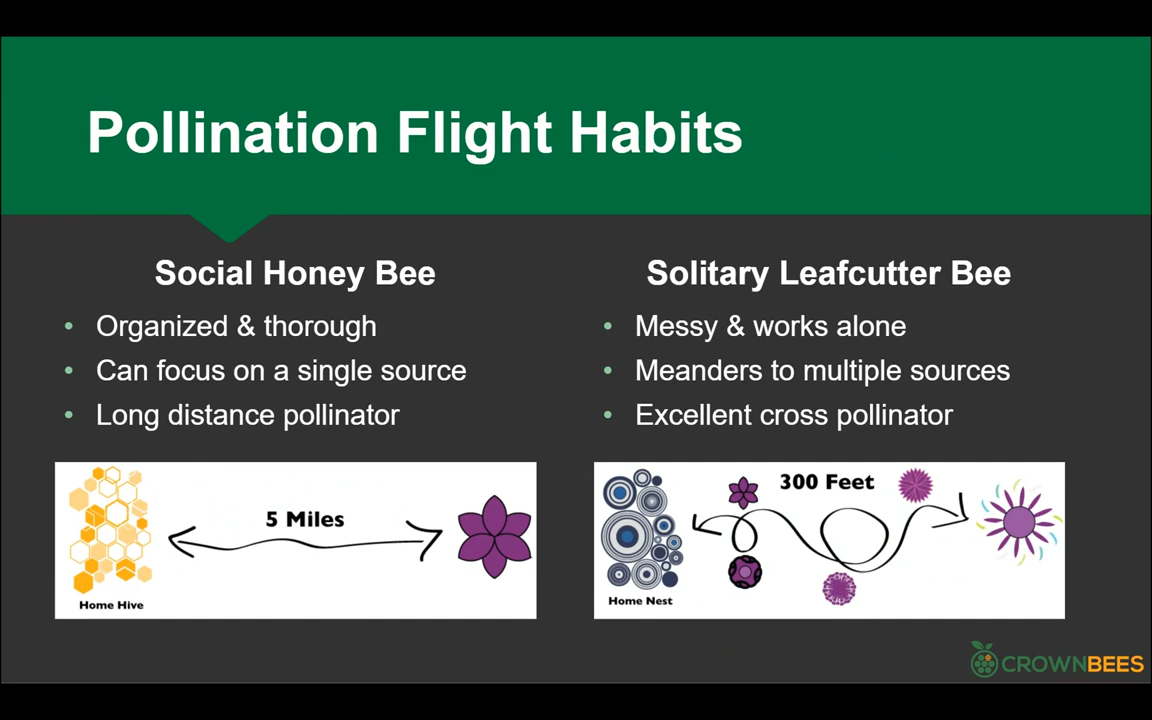 Pollination Flight Habits
Social Honey Bee
• Organized & thorough
• Can focus on a single source
• Long distance pollinator
5 Miles
Home Hive
Solitary Leafcutter Bee
• Messy & works alone
• Meanders to multiple sources
• Excellent cross pollinator
300 Feet
Home Nest
CROWNBEES